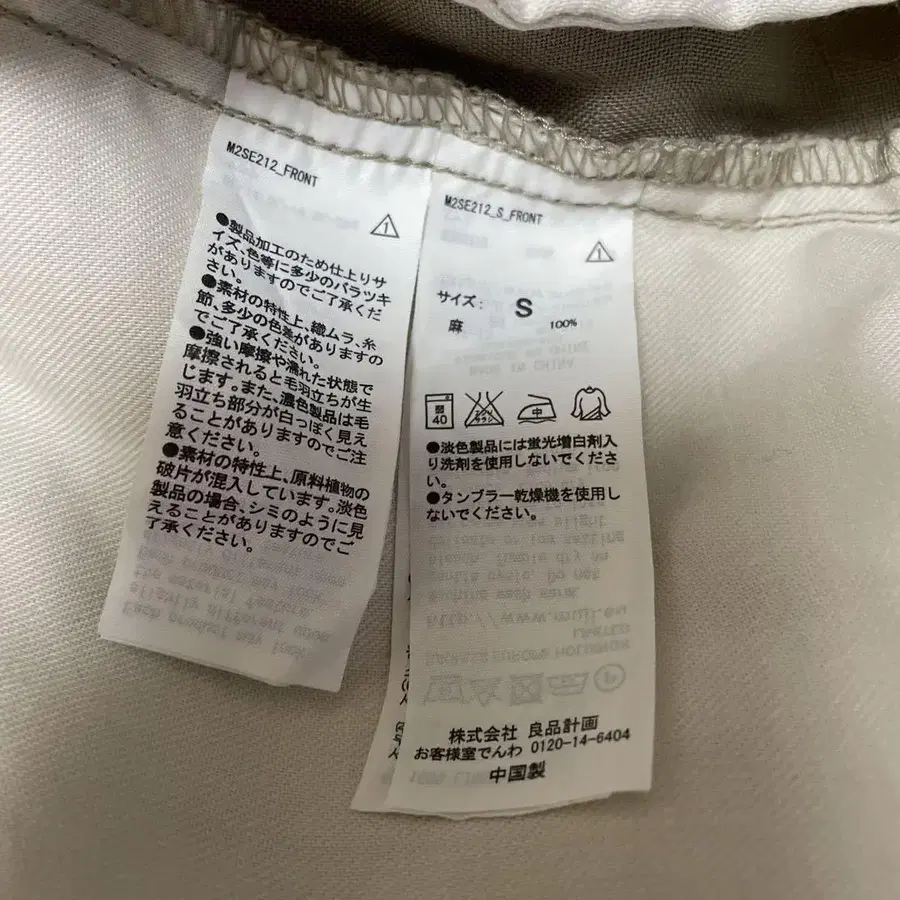 M2SE212_FRONT
1
●製品加工のため仕上りサ
イズ、色等に多少のバラツキ
がありますのでご了承くだ
さい。
●素材の特性上、織ムラ、糸
節、多少の色差がありますの
でご了承ください。
●強い摩擦や濡れた状態で
摩擦されると毛羽立ちが生
じます。また、濃色製品は毛
羽立ち部分が白っぽく見え
ることがありますのでご注
意ください。
●素材の特性上、原料植物の
破片が混入しています。淡色
製品の場合、シミのように見
えることがありますのでご
了承ください。
M2SE212_S_FRONT
1
サイズ: S
麻 100%
弱 40 エンソ サラシ 中
●淡色製品には蛍光増白剤入
り洗剤を使用しないでくださ
い。
●タンブラー乾燥機を使用し
ないでください。
株式会社 良品計画
お客様室でんわ 0120-14-6404
中国製